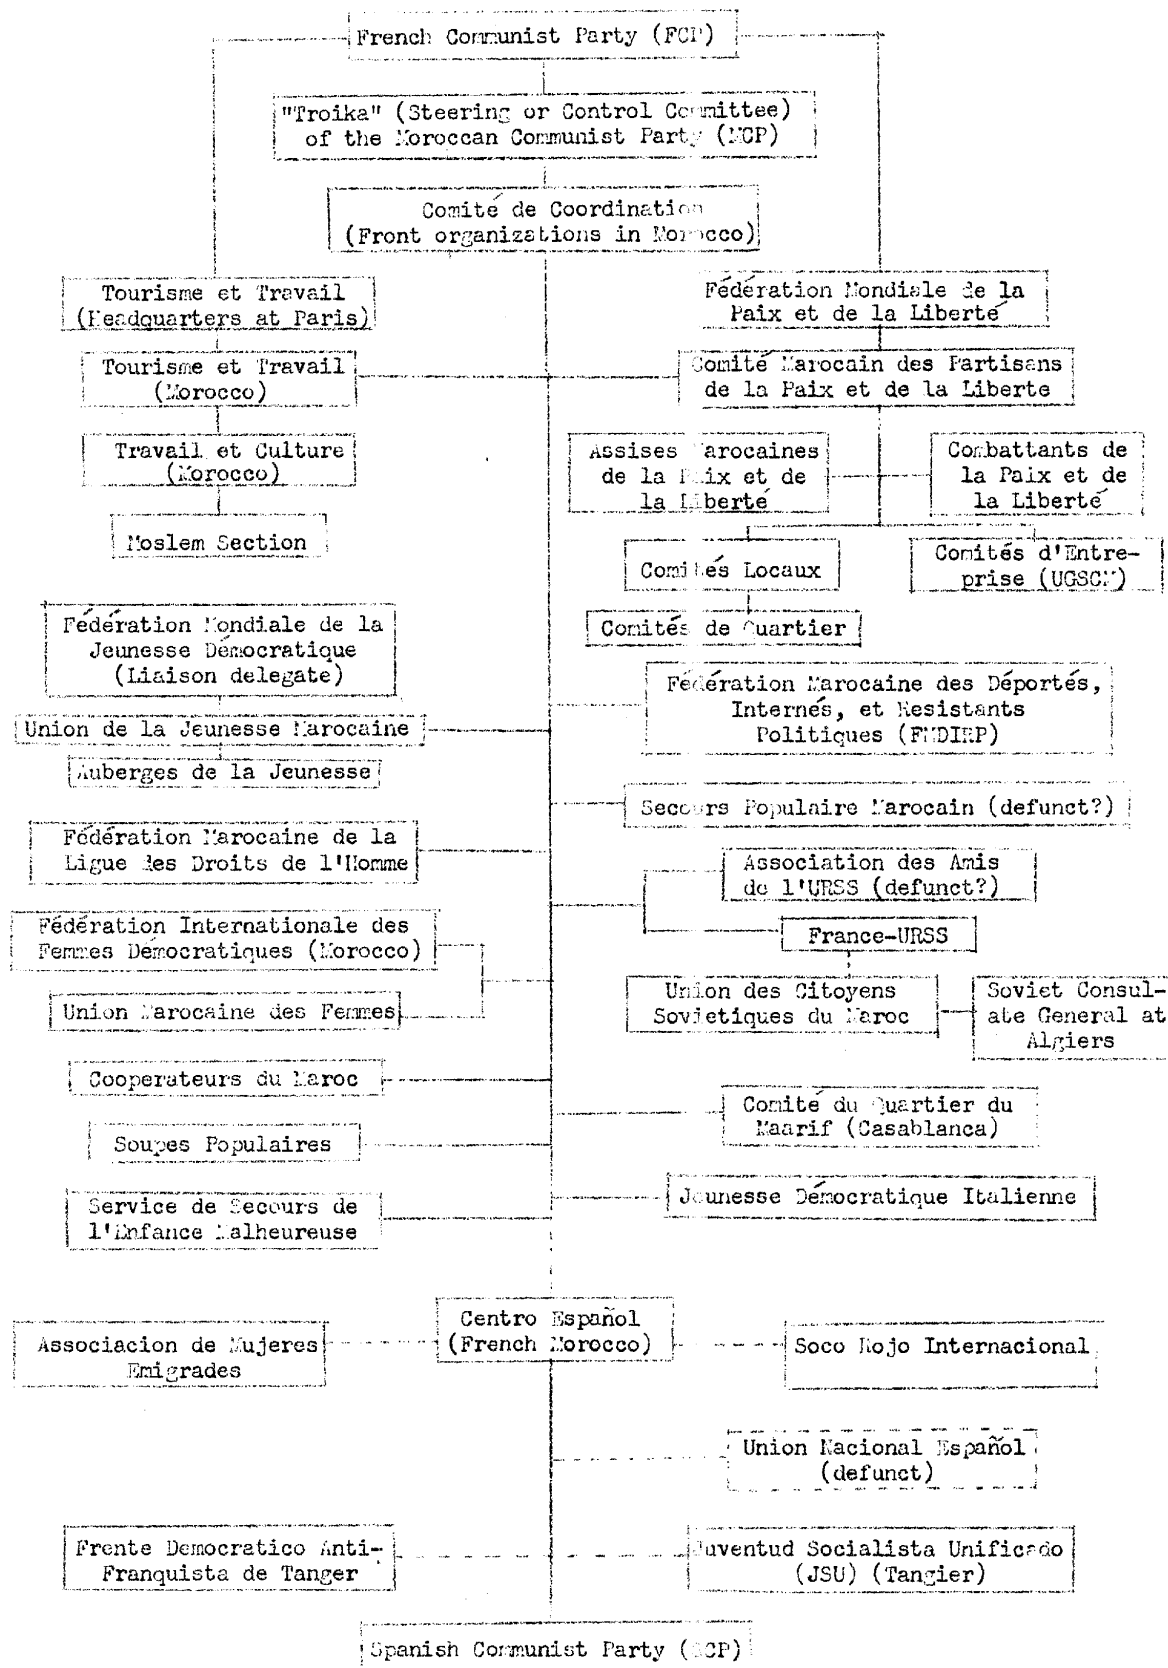 French Communist Party (FCP)
"Troika" (Steering or Control Committee)
of the Moroccan Communist Party (MCP)
Comité de Coordination
(Front organizations in Morocco)
Tourisme et Travail
(Headquarters at Paris)
Fédération Mondiale de la
Paix et de la Liberté
Tourisme et Travail
(Morocco)
Comité Marocain des Partisans
de la Paix et de la Liberte
Travail et Culture
(Morocco)
Assises Marocaines
de la Paix et de
la Liberté
Combattants de
la Paix et de
la Liberté
Moslem Section
Comités Locaux
Comités d'Entre-
prise (UGSCM)
Comités de Quartier
Fédération Mondiale de la
Jeunesse Démocratique
(Liaison delegate)
Union de la Jeunesse Marocaine
Auberges de la Jeunesse
Fédération Marocaine des Déportés,
Internés, et Resistants
Politiques (FMDIRP)
Secours Populaire Marocain (defunct?)
Fédération Marocaine de la
Ligue des Droits de l'Homme
Association des Amis
de l'URSS (defunct?)
France-URSS
Fédération Internationale des
Femmes Démocratiques (Morocco)
Union Marocaine des Femmes
Union des Citoyens
Sovietiques du Maroc
Soviet Consul-
ate General at
Algiers
Cooperateurs du Maroc
Comité du Quartier du
Maarif (Casablanca)
Soupes Populaires
Service de Secours de
l'Enfance Malheureuse
Jeunesse Démocratique Italienne
Centro Español
(French Morocco)
Associacion de Mujeres
Emigrades
Soco Rojo Internacional
Union Nacional Español
(defunct)
Frente Democratico Anti-
Franquista de Tanger
Juventud Socialista Unificado
(JSU) (Tangier)
Spanish Communist Party (SCP)